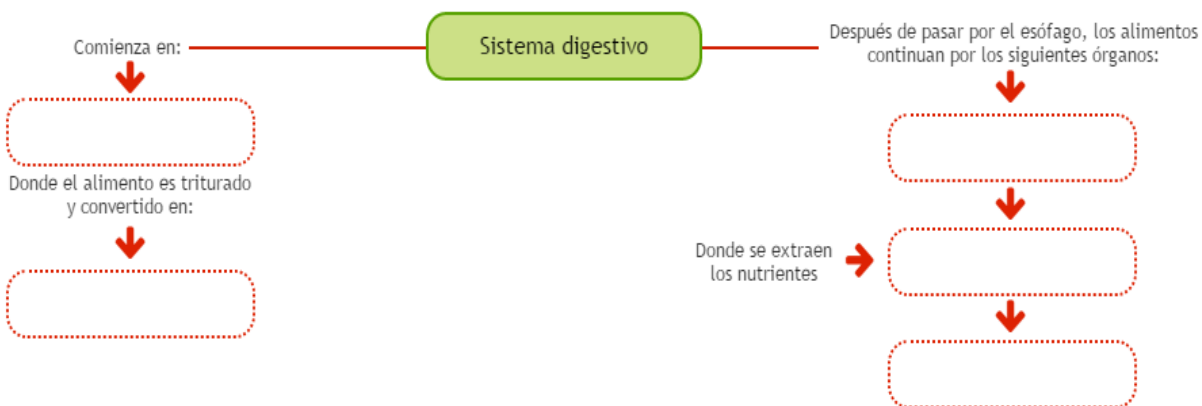 Sistema digestivo
Comienza en:
Donde el alimento es triturado
y convertido en:
Después de pasar por el esófago, los alimentos
continuan por los siguientes órganos:
Donde se extraen
los nutrientes